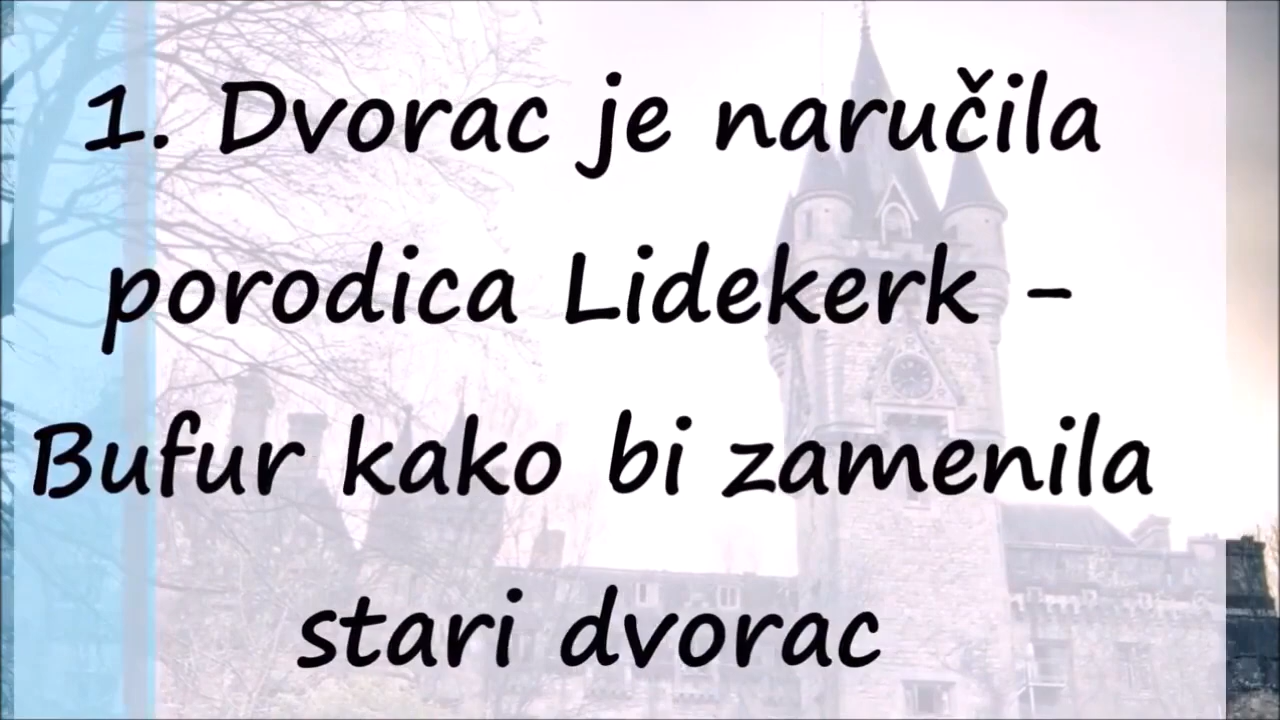 1. Dvorac je naručila
porodica Lidekerk -
Bufur kako bi zamenila
stari dvorac